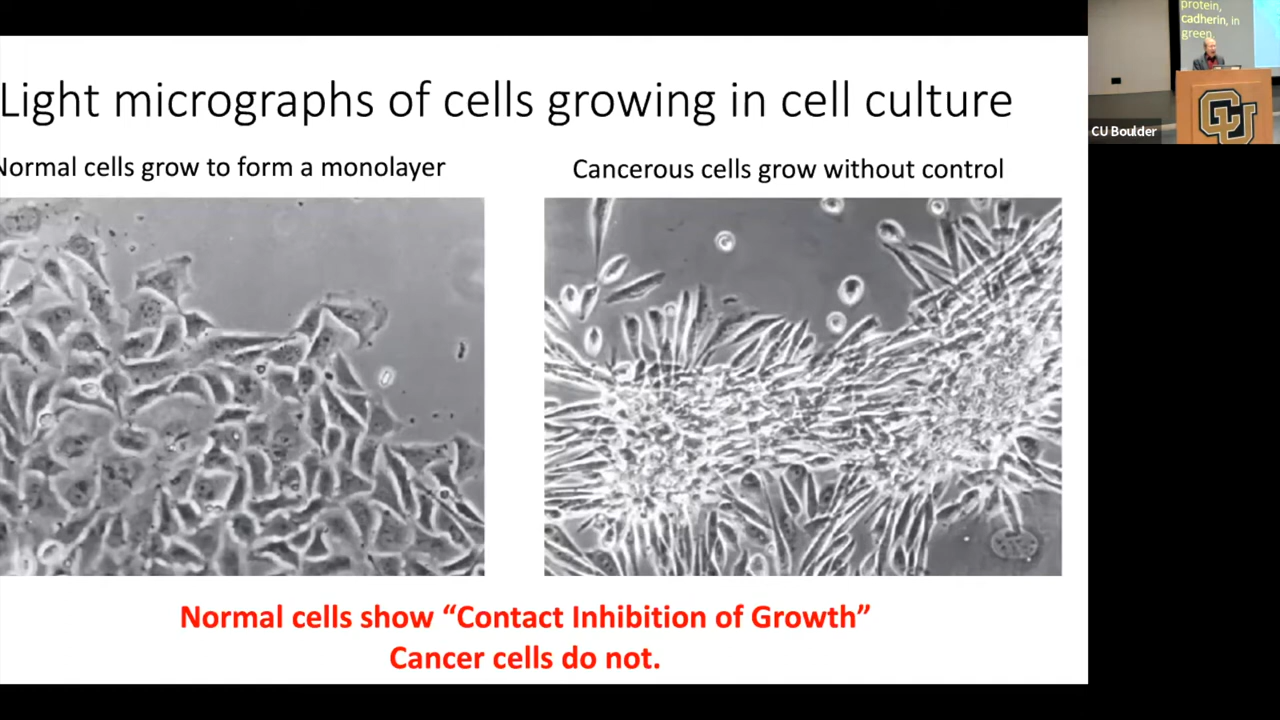 Light micrographs of cells growing in cell culture
Normal cells grow to form a monolayer
Cancerous cells grow without control
Normal cells show “Contact Inhibition of Growth”
Cancer cells do not.
protein,
cadherin, in
green.
CU Boulder
CU